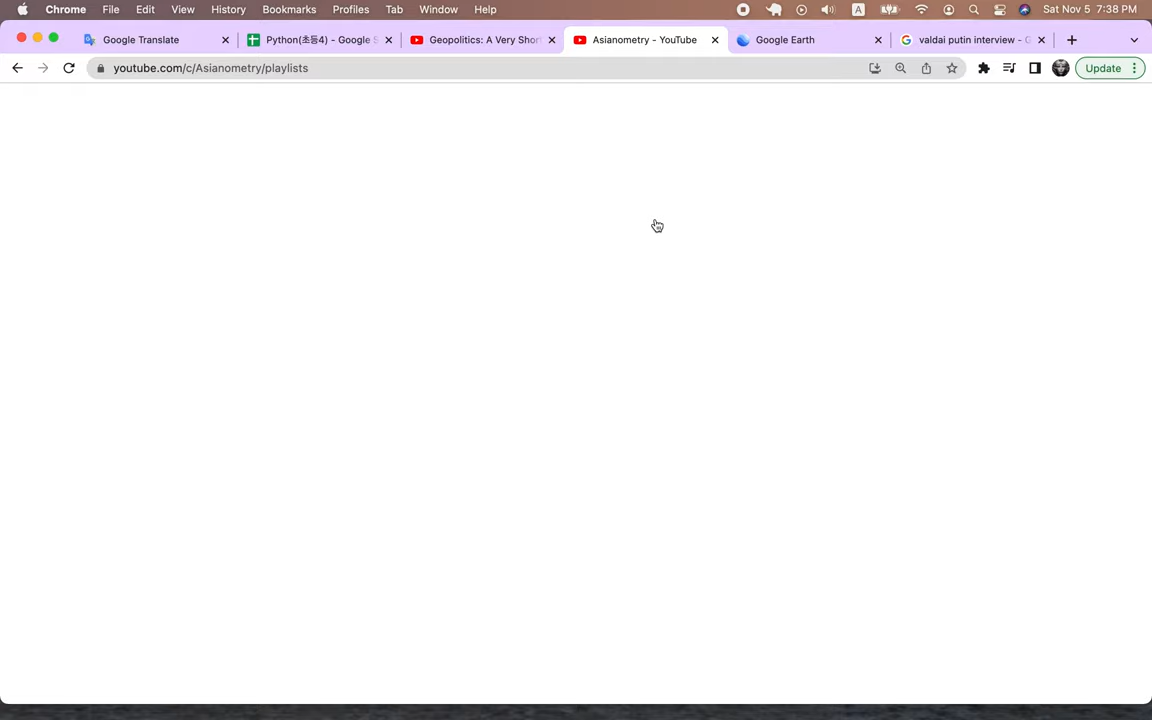 Chrome File Edit View History Bookmarks Profiles Tab Window Help A Sat Nov 5 7:38 PM
Google Translate Python(초등4) - Google S Geopolitics: A Very Short Asianometry - YouTube Google Earth valdai putin interview - G
youtube.com/c/Asianometry/playlists Update